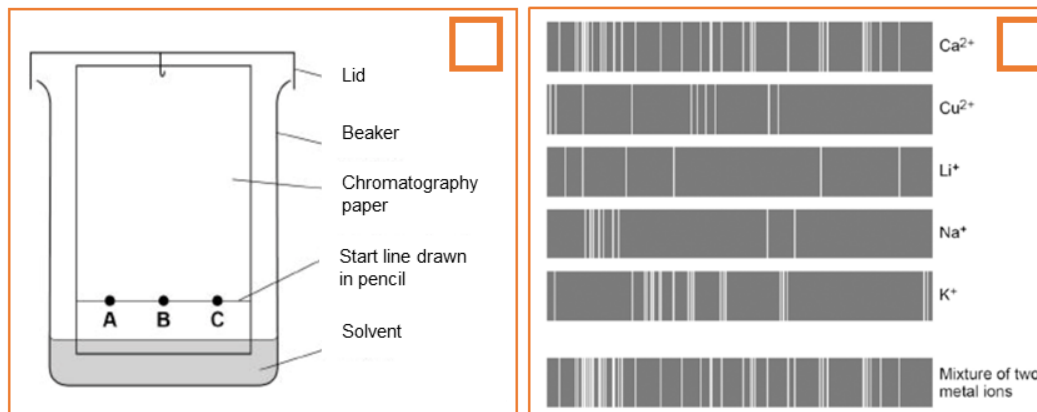 Lid
Beaker
Chromatography
paper
Start line drawn
in pencil
A B C
Solvent
Ca²⁺
Cu²⁺
Li⁺
Na⁺
K⁺
Mixture of two
metal ions